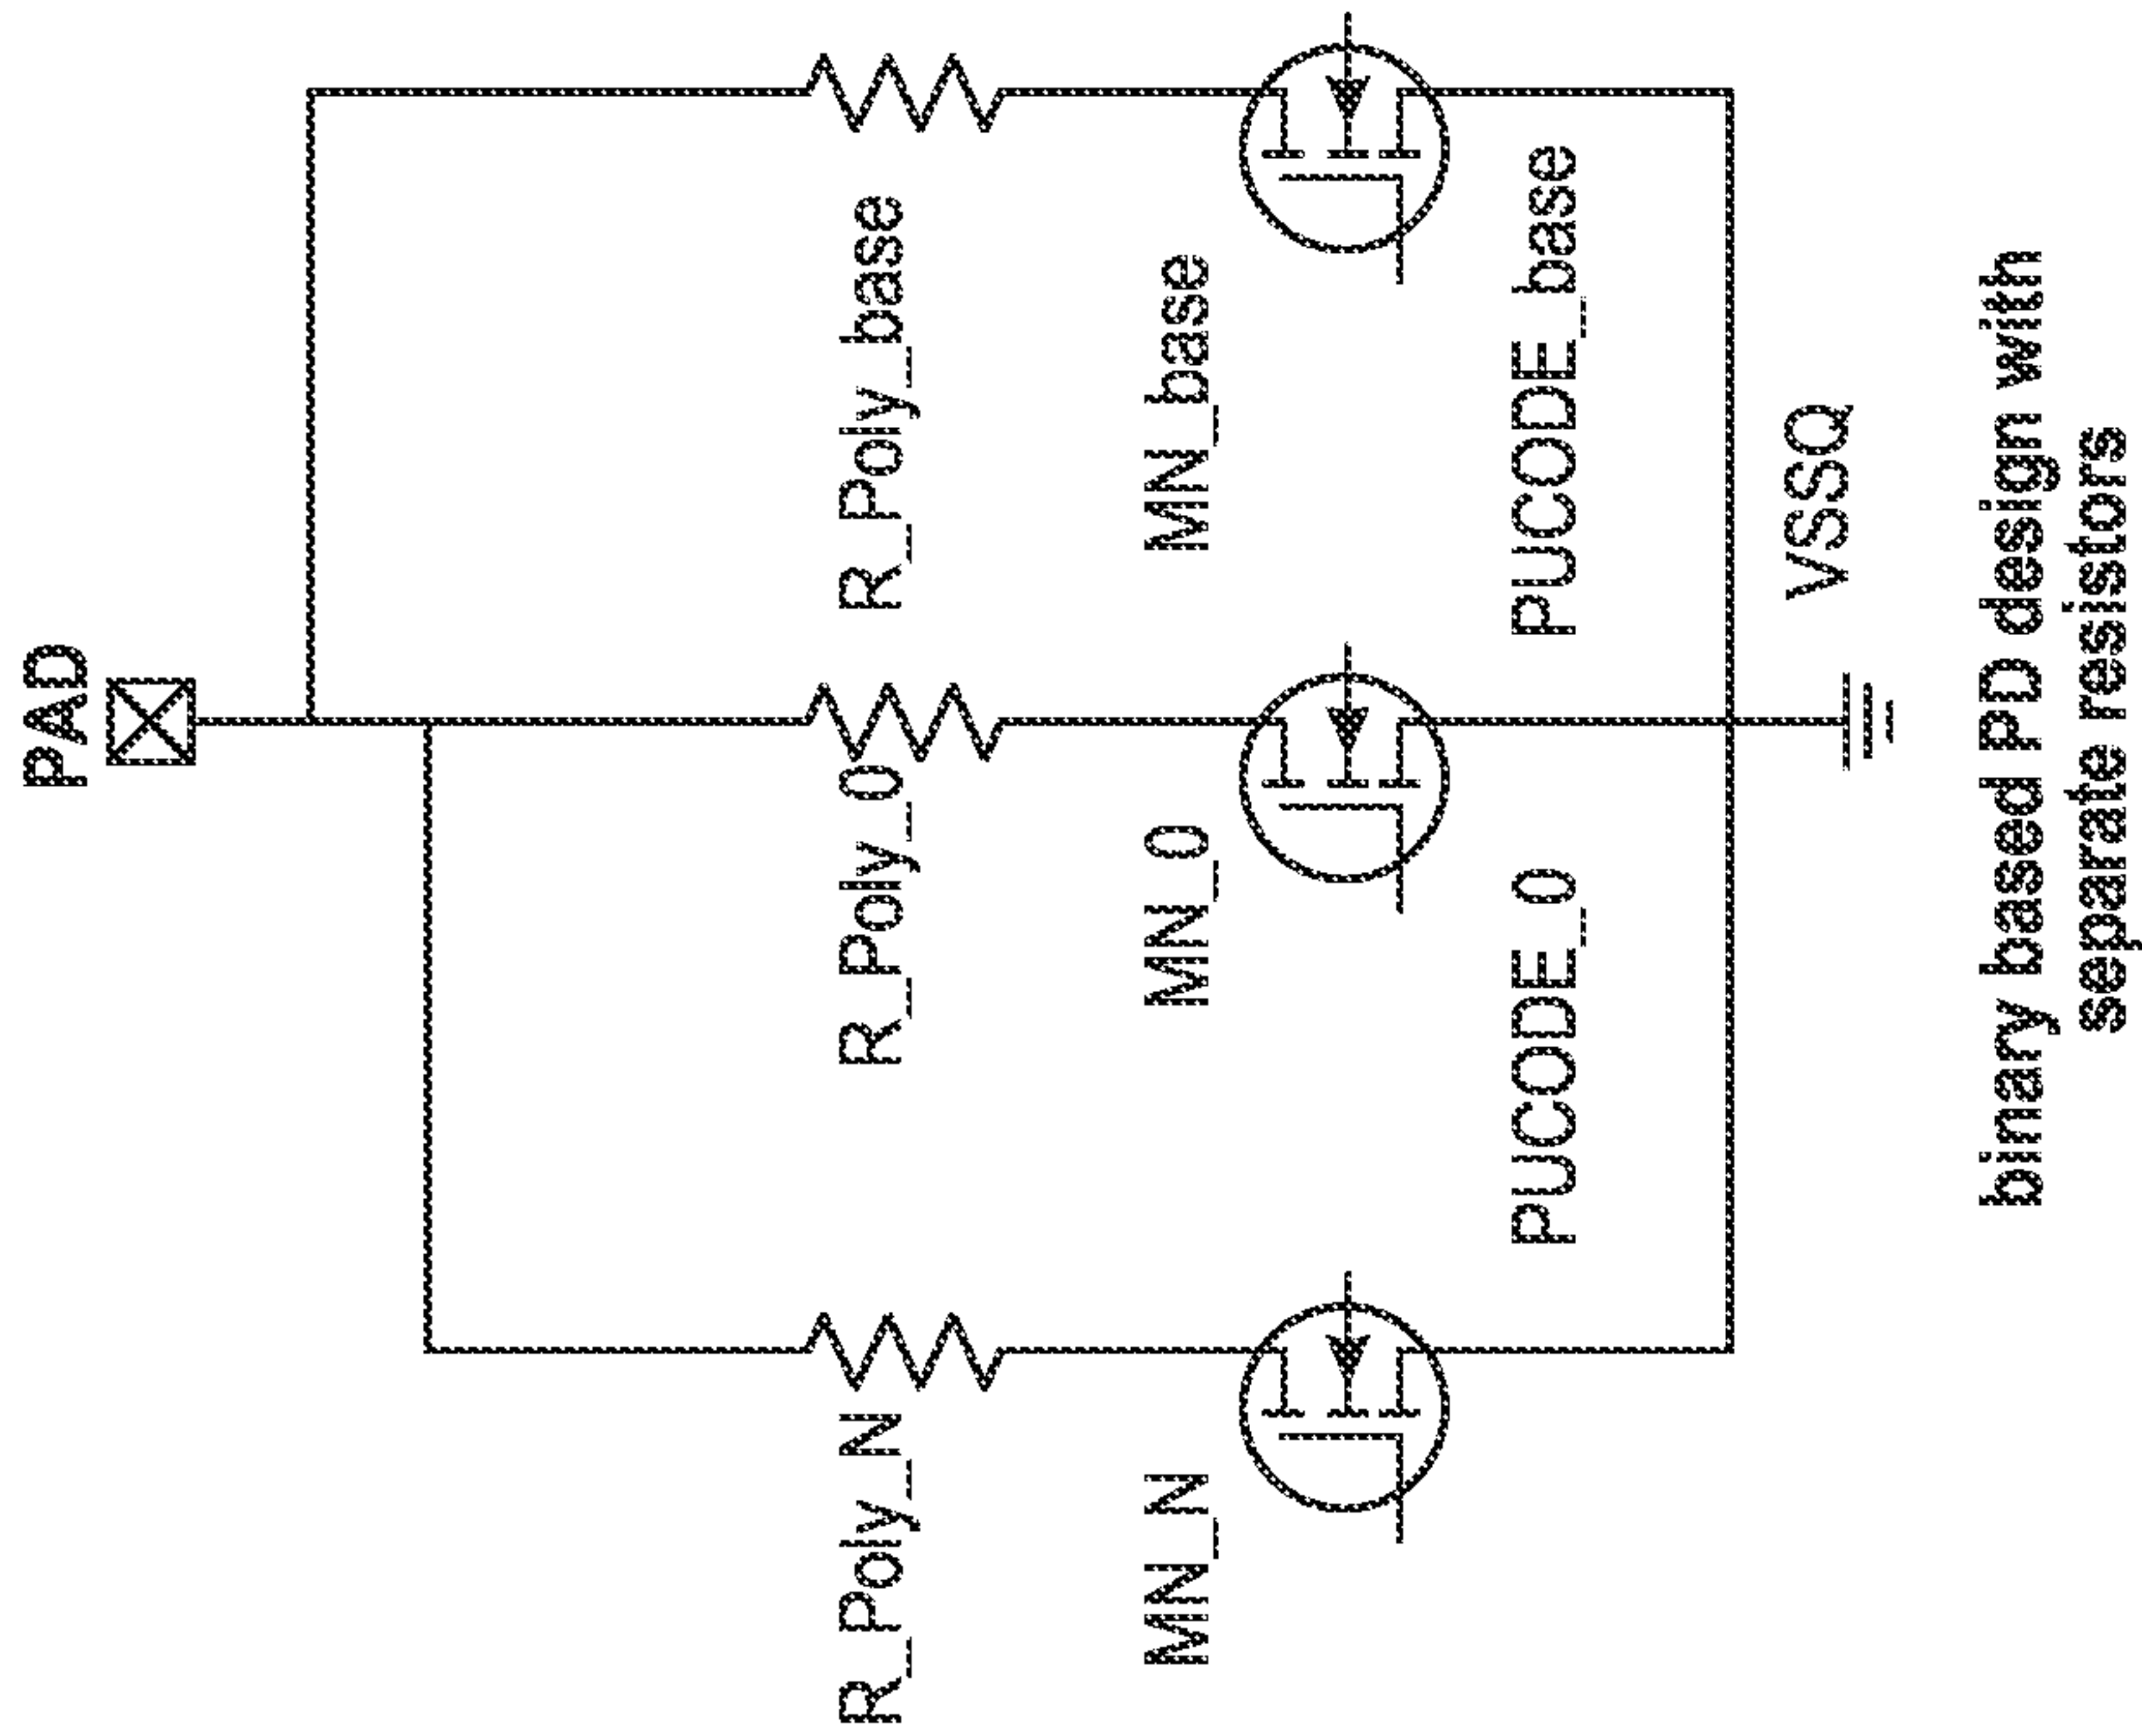 PAD
R_Poly_N
R_Poly_0
R_Poly_base
MN_N
MN_0
MN_base
PUCODE_0
PUCODE_base
VSSQ
binary based PD design with
separate resistors